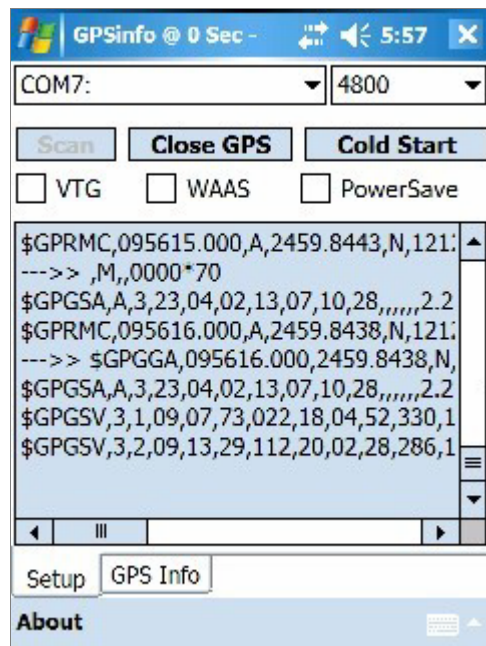 GPSinfo @ 0 Sec - 5:57
COM7: 4800
Scan Close GPS Cold Start
VTG WAAS PowerSave
$GPRMC,095615.000,A,2459.8443,N,121:
--->> ,M,,0000*70
$GPGSA,A,3,23,04,02,13,07,10,28,,,,,,2.2
$GPRMC,095616.000,A,2459.8438,N,121:
--->> $GPGGA,095616.000,2459.8438,N,
$GPGSA,A,3,23,04,02,13,07,10,28,,,,,,2.2
$GPGSV,3,1,09,07,73,022,18,04,52,330,1
$GPGSV,3,2,09,13,29,112,20,02,28,286,1
Setup GPS Info
About